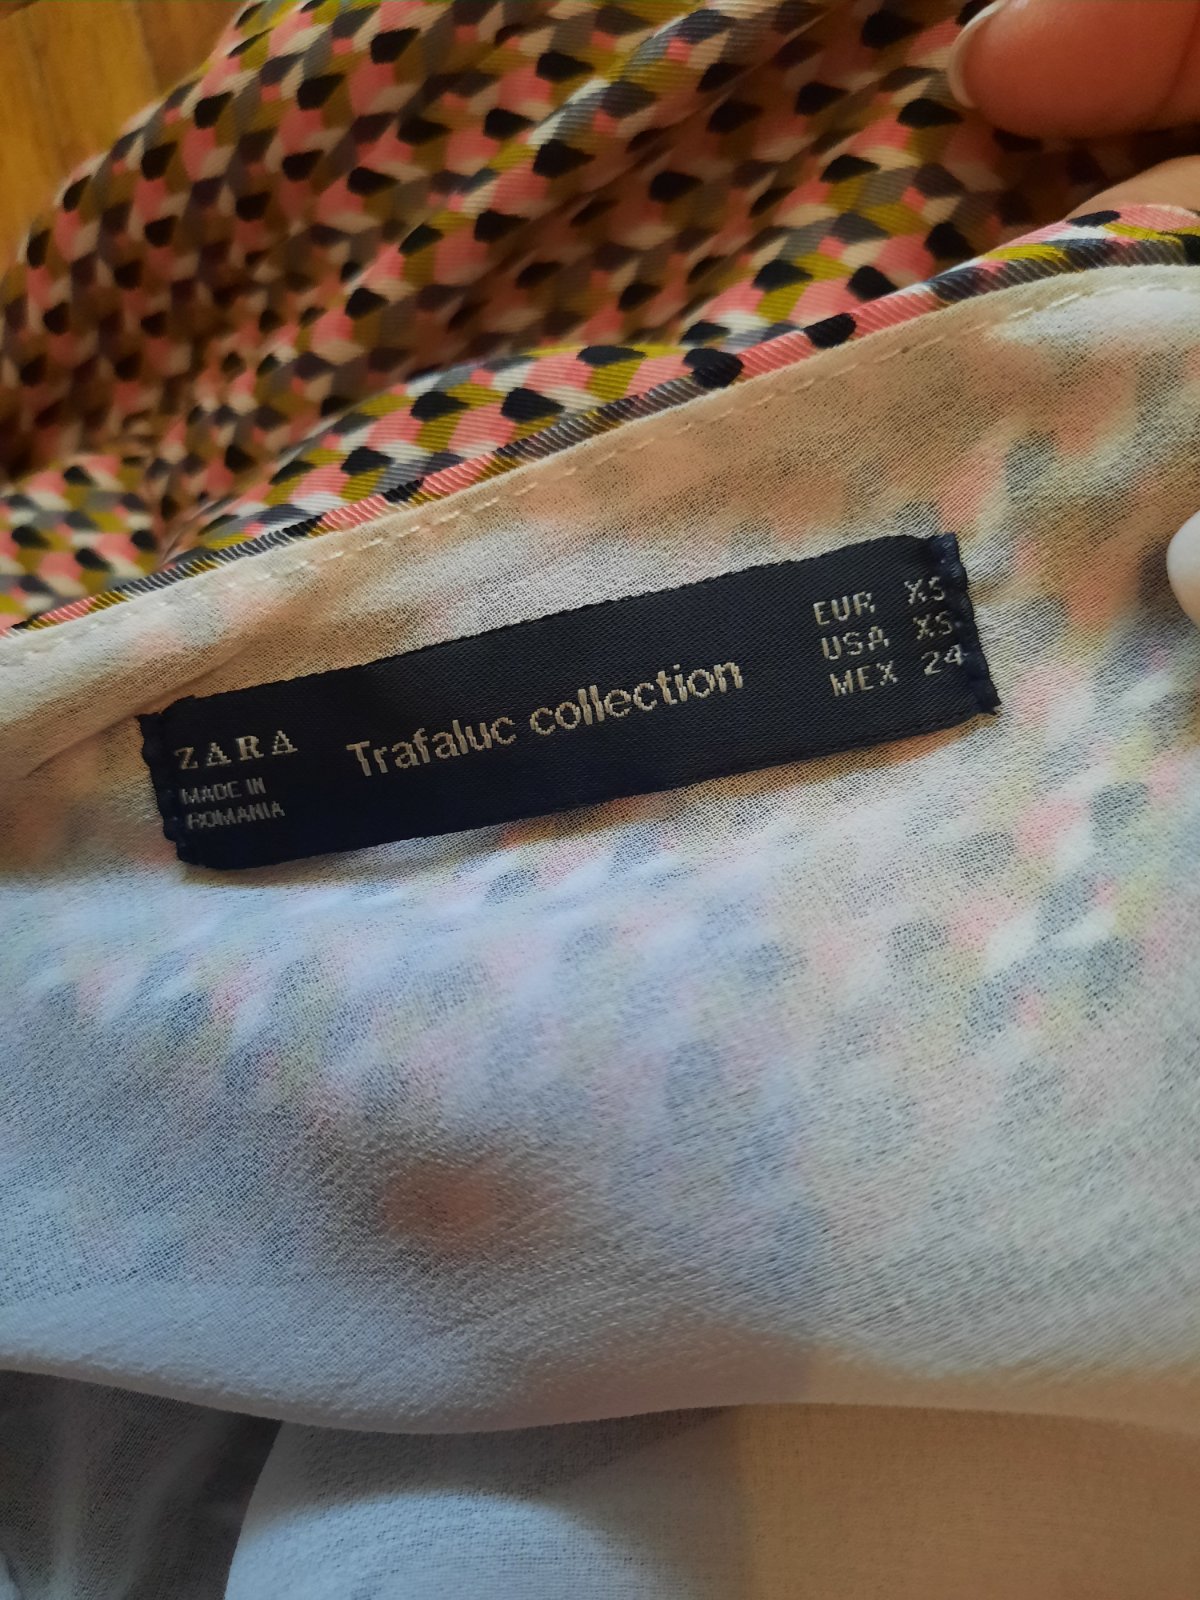 ZARA
MADE IN
ROMANIA
Trafaluc collection
EUR XS
USA XS
MEX 24